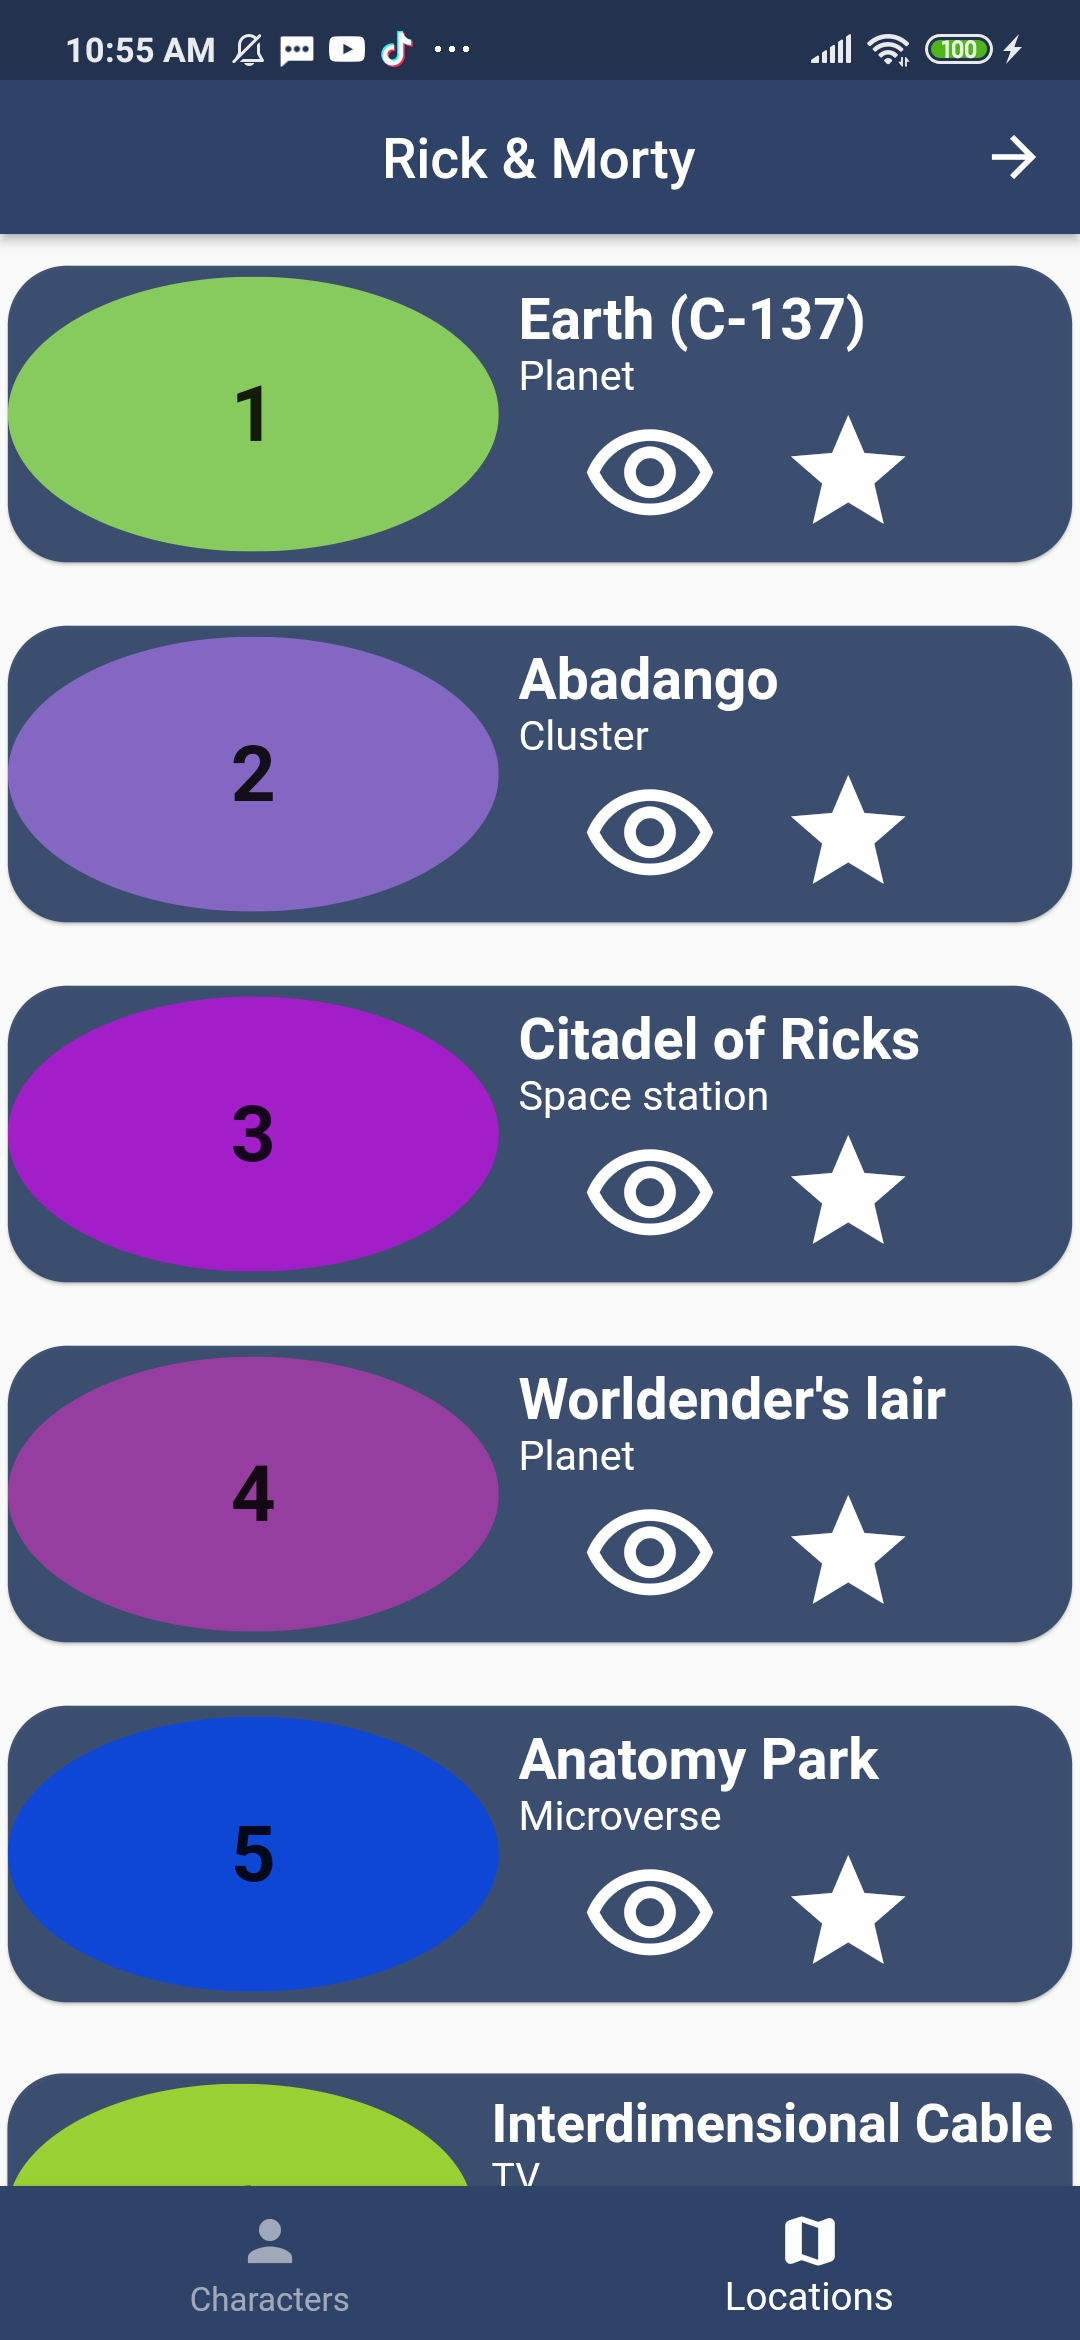 10:55 AM
100
Rick & Morty
1
Earth (C-137)
Planet
2
Abadango
Cluster
3
Citadel of Ricks
Space station
4
Worldender's lair
Planet
5
Anatomy Park
Microverse
Interdimensional Cable
TV
Characters
Locations